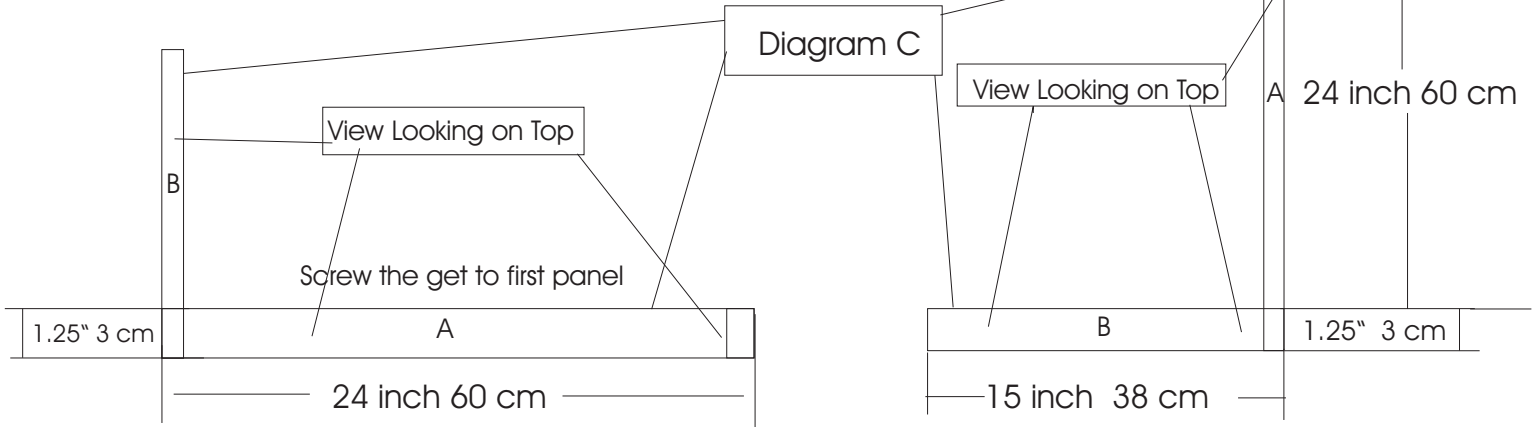 Diagram C
View Looking on Top
View Looking on Top
A
24 inch 60 cm
B
Screw the get to first panel
1.25“ 3 cm
A
B
1.25“ 3 cm
24 inch 60 cm
15 inch 38 cm